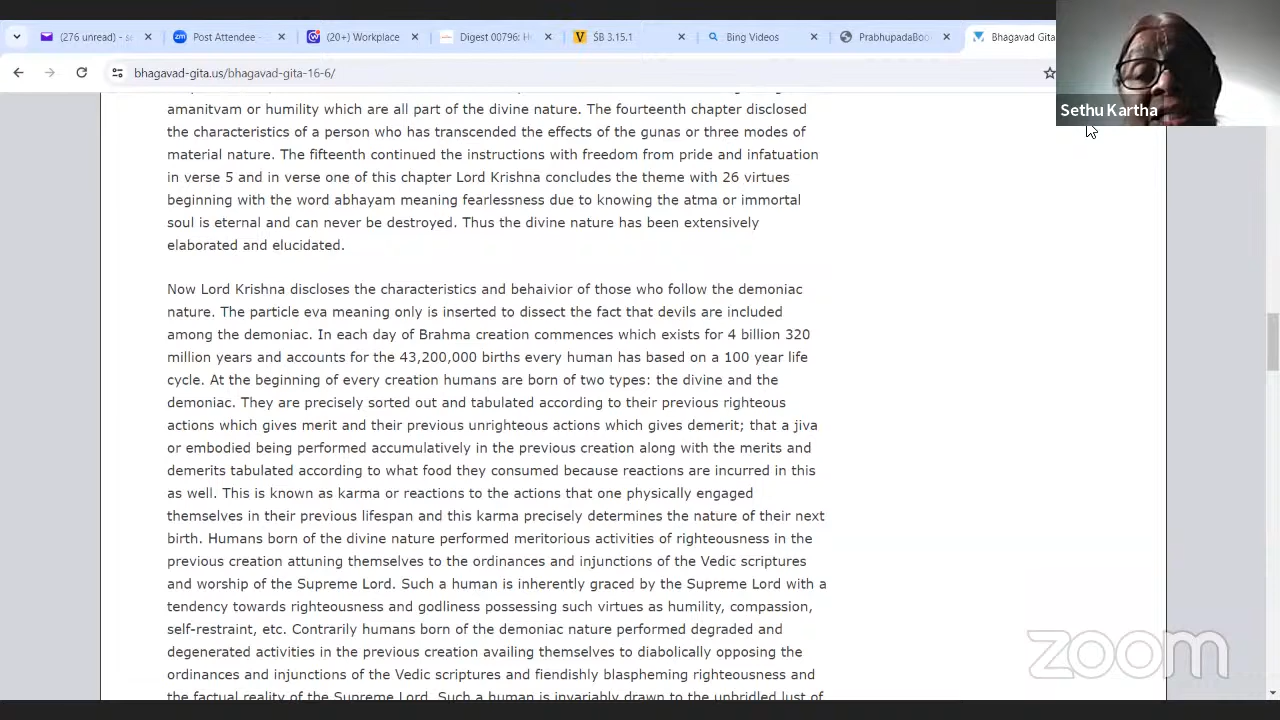 (276 unread) - s
Post Attendee -
(20+) Workplace
Digest 00796: H
ŚB 3.15.1
Bing Videos
PrabhupadaBoo
Bhagavad Gita
bhagavad-gita.us/bhagavad-gita-16-6/
Sethu Kartha
amanitvam or humility which are all part of the divine nature. The fourteenth chapter disclosed
the characteristics of a person who has transcended the effects of the gunas or three modes of
material nature. The fifteenth continued the instructions with freedom from pride and infatuation
in verse 5 and in verse one of this chapter Lord Krishna concludes the theme with 26 virtues
beginning with the word abhayam meaning fearlessness due to knowing the atma or immortal
soul is eternal and can never be destroyed. Thus the divine nature has been extensively
elaborated and elucidated.
Now Lord Krishna discloses the characteristics and behaivior of those who follow the demoniac
nature. The particle eva meaning only is inserted to dissect the fact that devils are included
among the demoniac. In each day of Brahma creation commences which exists for 4 billion 320
million years and accounts for the 43,200,000 births every human has based on a 100 year life
cycle. At the beginning of every creation humans are born of two types: the divine and the
demoniac. They are precisely sorted out and tabulated according to their previous righteous
actions which gives merit and their previous unrighteous actions which gives demerit; that a jiva
or embodied being performed accumulatively in the previous creation along with the merits and
demerits tabulated according to what food they consumed because reactions are incurred in this
as well. This is known as karma or reactions to the actions that one physically engaged
themselves in their previous lifespan and this karma precisely determines the nature of their next
birth. Humans born of the divine nature performed meritorious activities of righteousness in the
previous creation attuning themselves to the ordinances and injunctions of the Vedic scriptures
and worship of the Supreme Lord. Such a human is inherently graced by the Supreme Lord with a
tendency towards righteousness and godliness possessing such virtues as humility, compassion,
self-restraint, etc. Contrarily humans born of the demoniac nature performed degraded and
degenerated activities in the previous creation availing themselves to diabolically opposing the
ordinances and injunctions of the Vedic scriptures and fiendishly blaspheming righteousness and
the factual reality of the Supreme Lord. Such a human is invariably drawn to the unbridled lust of
zoom